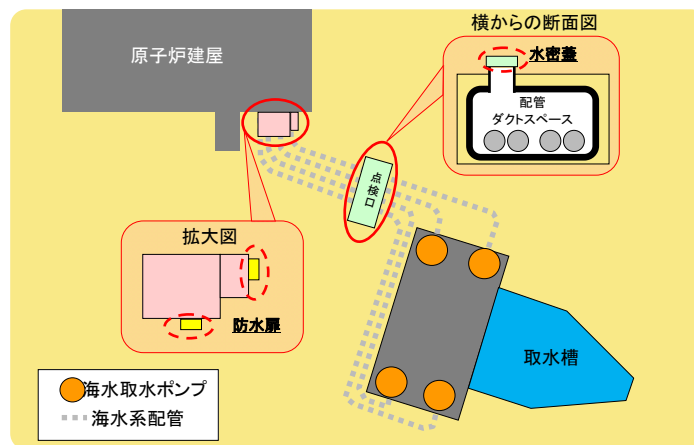 横からの断面図
原子炉建屋
水密蓋
配管
ダクトスペース
点検口
拡大図
防水扉
取水槽
海水取水ポンプ
海水系配管